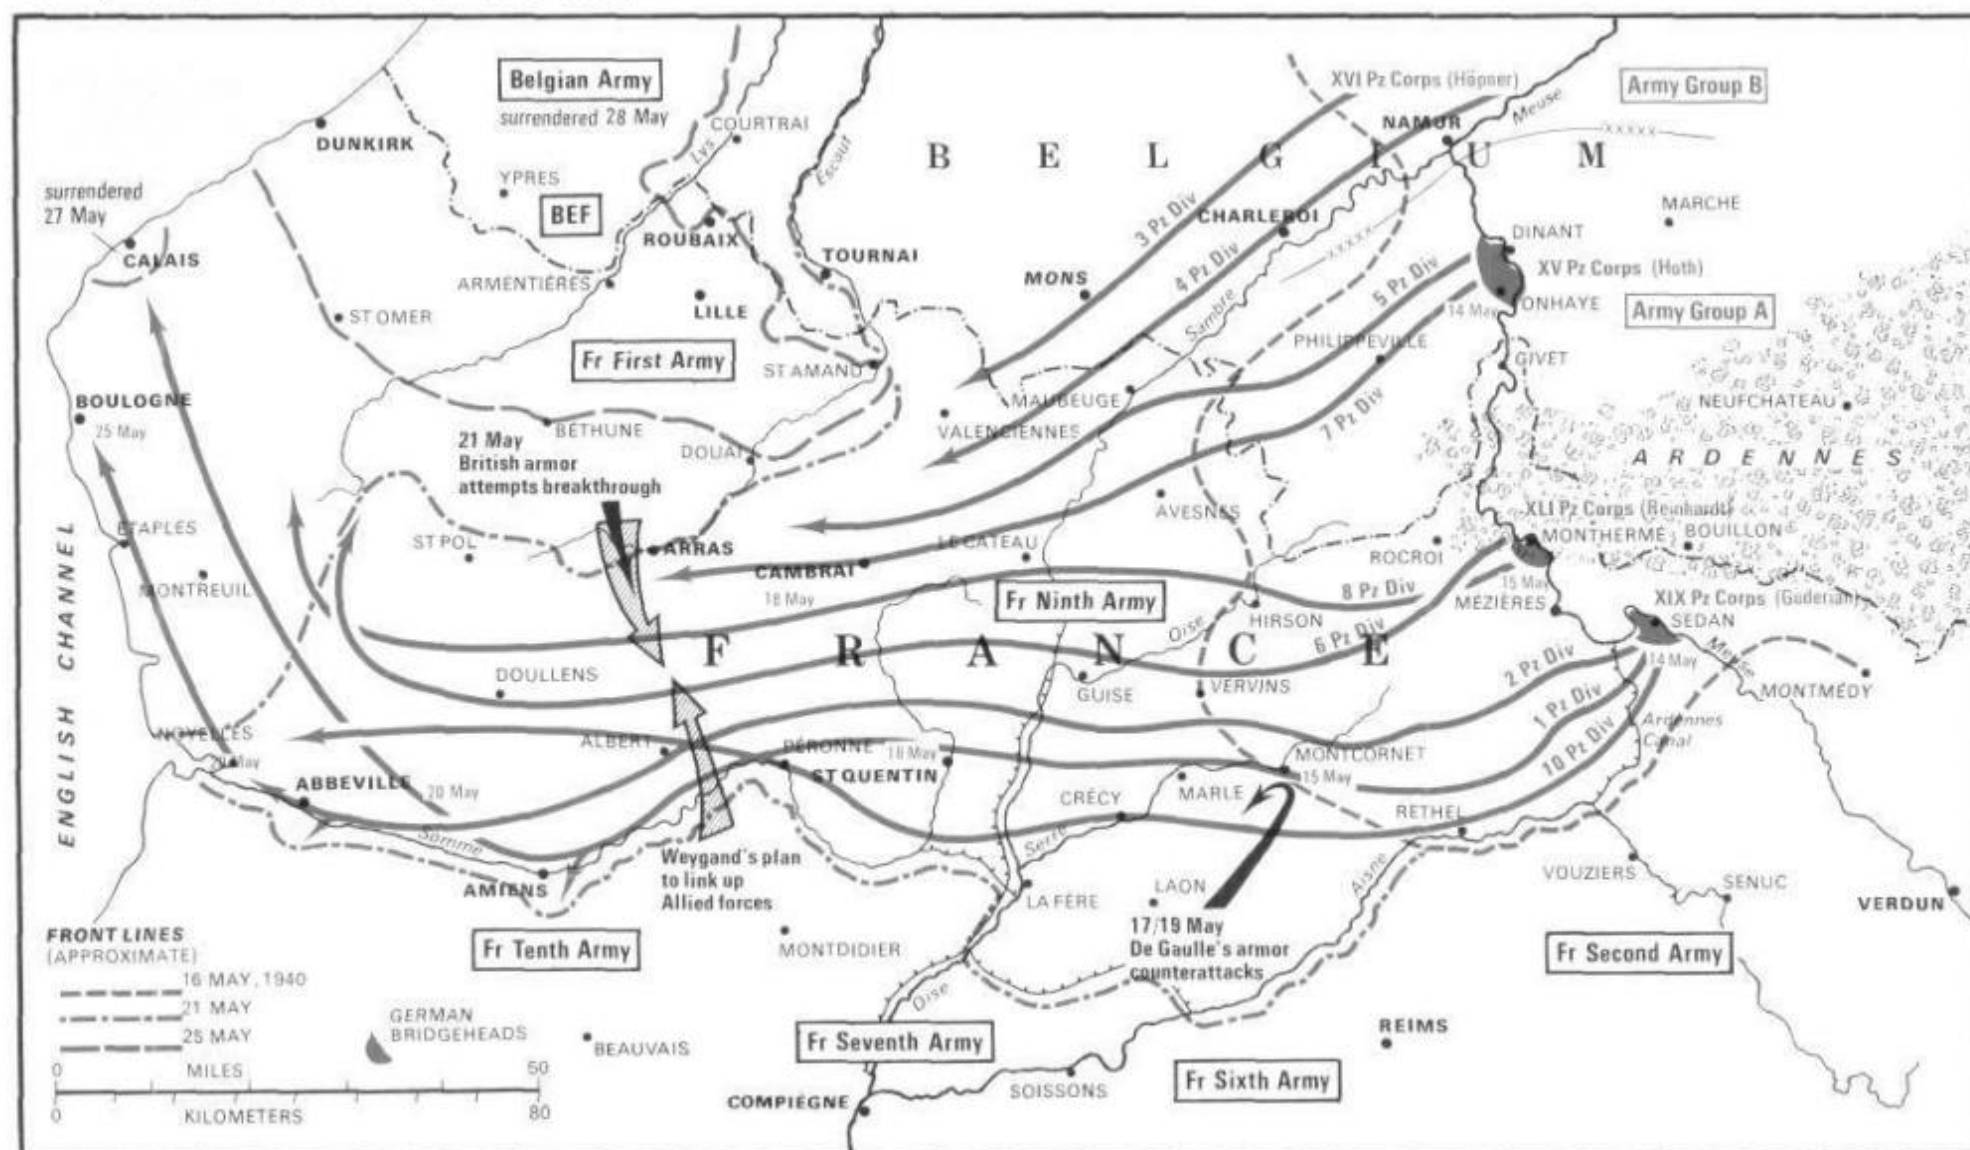 Belgian Army
surrendered 28 May
COURTRAI
Lys
Escaut
XVI Pz Corps (Höpner)
Army Group B
NAMUR
Meuse
XXXXX
DUNKIRK
YPRES
BEF
B E L G I U M
surrendered
27 May
ROUBAIX
3 Pz Div
CHARLEROI
XXXXX
MARCHE
DINANT
CALAIS
TOURNAI
4 Pz Div
5 Pz Div
XV Pz Corps (Hoth)
ARMENTIÈRES
MONS
ONHAYE
14 May
Army Group A
ST OMER
LILLE
Sambre
PHILIPPEVILLE
GIVET
Fr First Army
ST AMAND
BOULOGNE
25 May
MAUBEUGE
7 Pz Div
NEUFCHATEAU
BÉTHUNE
VALENCIENNES
21 May
British armor
attempts breakthrough
DOUAI
ARDENNES
AVESNES
XLI Pz Corps (Reinhardt)
ETAPLES
ST POL
ARRAS
LE CATEAU
ROCROI
MONTHERMÉ
BOUILLON
CAMBRAI
18 May
15 May
MONTREUIL
Fr Ninth Army
8 Pz Div
MÉZIÈRES
XIX Pz Corps (Guderian)
SEDAN
ENGLISH CHANNEL
HIRSON
Oise
F R A N C E
6 Pz Div
Meuse
14 May
DOULLENS
GUISE
VERVINS
2 Pz Div
MONTMÉDY
1 Pz Div
Ardennes
Canal
NOYELLES
20 May
ALBERT
PÉRONNE
18 May
MONTCORNET
10 Pz Div
ABBEVILLE
20 May
ST QUENTIN
15 May
MARLE
CRÉCY
RETHEL
Somme
Serre
Weygand's plan
to link up
Allied forces
Aisne
VOUZIERS
AMIENS
LA FÈRE
LAON
SENUC
VERDUN
17/19 May
De Gaulle's armor
counterattacks
FRONT LINES
(APPROXIMATE)
16 MAY, 1940
21 MAY
25 MAY
Fr Tenth Army
MONTDIDIER
Fr Second Army
Oise
GERMAN
BRIDGEHEADS
BEAUVAIS
Fr Seventh Army
REIMS
0 MILES 50
0 KILOMETERS 80
SOISSONS
Fr Sixth Army
COMPIÈGNE